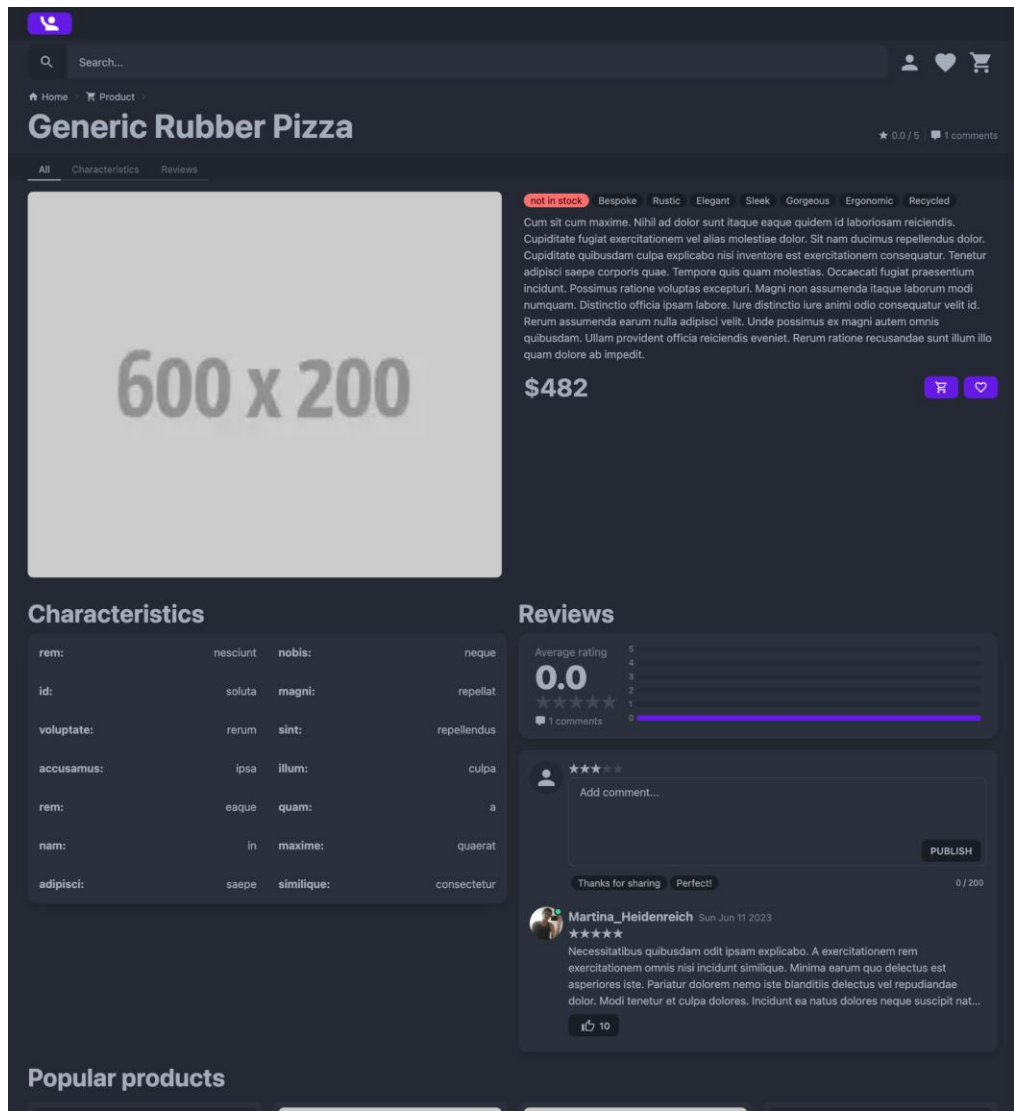 Search...
Home
Product
Generic Rubber Pizza
0.0 / 5
1 comments
All Characteristics Reviews
600 x 200
not in stock Bespoke Rustic Elegant Sleek Gorgeous Ergonomic Recycled
Cum sit cum maxime. Nihil ad dolor sunt itaque eaque quidem id laboriosam reiciendis.
Cupiditate fugiat exercitationem vel alias molestiae dolor. Sit nam ducimus repellendus dolor.
Cupiditate quibusdam culpa explicabo nisi inventore est exercitationem consequatur. Tenetur
adipisci saepe corporis quae. Tempore quis quam molestias. Occaecati fugiat praesentium
incidunt. Possimus ratione voluptas excepturi. Magni non assumenda itaque laborum modi
numquam. Distinctio officia ipsam labore. Iure distinctio iure animi odio consequatur velit id.
Rerum assumenda earum nulla adipisci velit. Unde possimus ex magni autem omnis
quibusdam. Ullam provident officia reiciendis eveniet. Rerum ratione recusandae sunt illum illo
quam dolore ab impedit.
$482
Characteristics
rem: nesciunt nobis: neque
id: soluta magni: repellat
voluptate: rerum sint: repellendus
accusamus: ipsa illum: culpa
rem: eaque quam: a
nam: in maxime: quaerat
adipisci: saepe similique: consectetur
Reviews
Average rating
0.0
1 comments
5
4
3
2
1
0
Add comment...
PUBLISH
Thanks for sharing Perfect! 0 / 200
Martina_Heidenreich Sun Jun 11 2023
Necessitatibus quibusdam odit ipsam explicabo. A exercitationem rem
exercitationem omnis nisi incidunt similique. Minima earum quo delectus est
asperiores iste. Pariatur dolorem nemo iste blanditiis delectus vel repudiandae
dolor. Modi tenetur et culpa dolores. Incidunt ea natus dolores neque suscipit nat...
10
Popular products